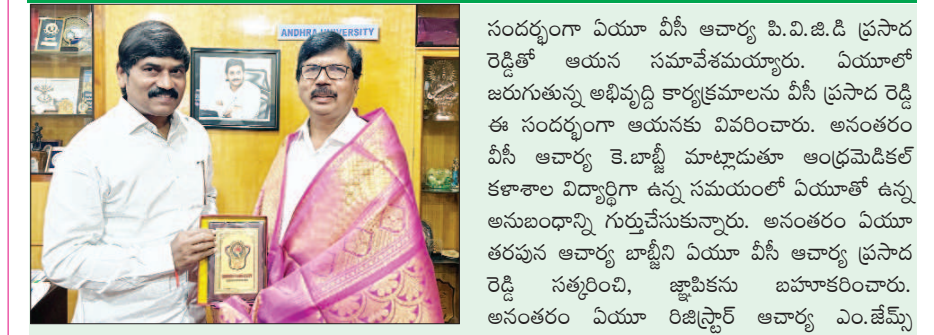 ANDHRA UNIVERSITY
సందర్భంగా ఏయూ వీసీ ఆచార్య పి.వి.జి.డి ప్రసాద
రెడ్డితో ఆయన సమావేశమయ్యారు. ఏయూలో
జరుగుతున్న అభివృద్ది కార్యక్రమాలను వీసీ ప్రసాద రెడ్డి
ఈ సందర్భంగా ఆయనకు వివరించారు. అనంతరం
వీసీ ఆచార్య కె.బాబ్జీ మాట్లాడుతూ ఆంధ్రమెడికల్
కళాశాల విద్యార్థిగా ఉన్న సమయంలో ఏయూతో ఉన్న
అనుబంధాన్ని గుర్తుచేసుకున్నారు. అనంతరం ఏయూ
తరపున ఆచార్య బాబ్జీని ఏయూ వీసీ ఆచార్య ప్రసాద
రెడ్డి సత్కరించి, జ్ఞాపికను బహూకరించారు.
అనంతరం ఏయూ రిజిస్ట్రార్ ఆచార్య ఎం.జేమ్స్